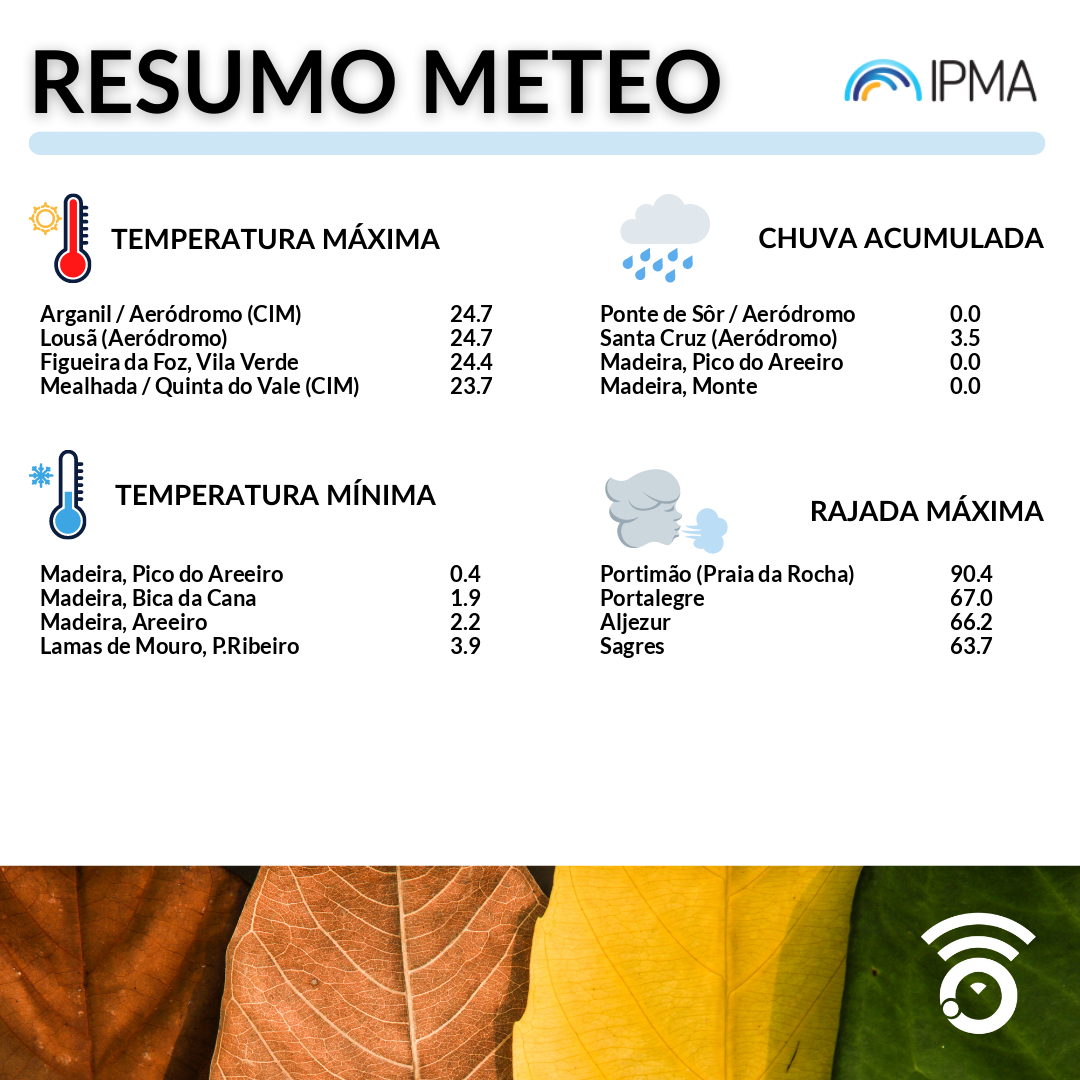 RESUMO METEO
IPMA
TEMPERATURA MÁXIMA
Arganil / Aeródromo (CIM) 24.7
Lousã (Aeródromo) 24.7
Figueira da Foz, Vila Verde 24.4
Mealhada / Quinta do Vale (CIM) 23.7
CHUVA ACUMULADA
Ponte de Sôr / Aeródromo 0.0
Santa Cruz (Aeródromo) 3.5
Madeira, Pico do Areeiro 0.0
Madeira, Monte 0.0
TEMPERATURA MÍNIMA
Madeira, Pico do Areeiro 0.4
Madeira, Bica da Cana 1.9
Madeira, Areeiro 2.2
Lamas de Mouro, P.Ribeiro 3.9
RAJADA MÁXIMA
Portimão (Praia da Rocha) 90.4
Portalegre 67.0
Aljezur 66.2
Sagres 63.7